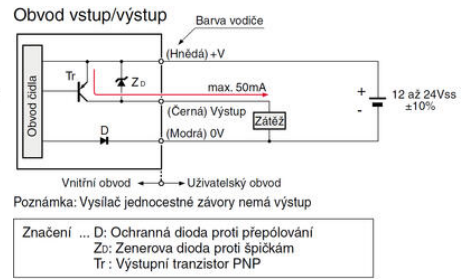 Obvod vstup/výstup
Barva vodiče
(Hnědá) +V
Tr
ZD
max. 50mA
12 až 24Vss
±10%
+
-
Obvod čidla
(Černá) Výstup
Zátěž
D
(Modrá) 0V
Vnitřní obvod
Uživatelský obvod
Poznámka: Vysílač jednocestné závory nemá výstup
Značení ... D: Ochranná dioda proti přepólování
ZD: Zenerova dioda proti špičkám
Tr : Výstupní tranzistor PNP